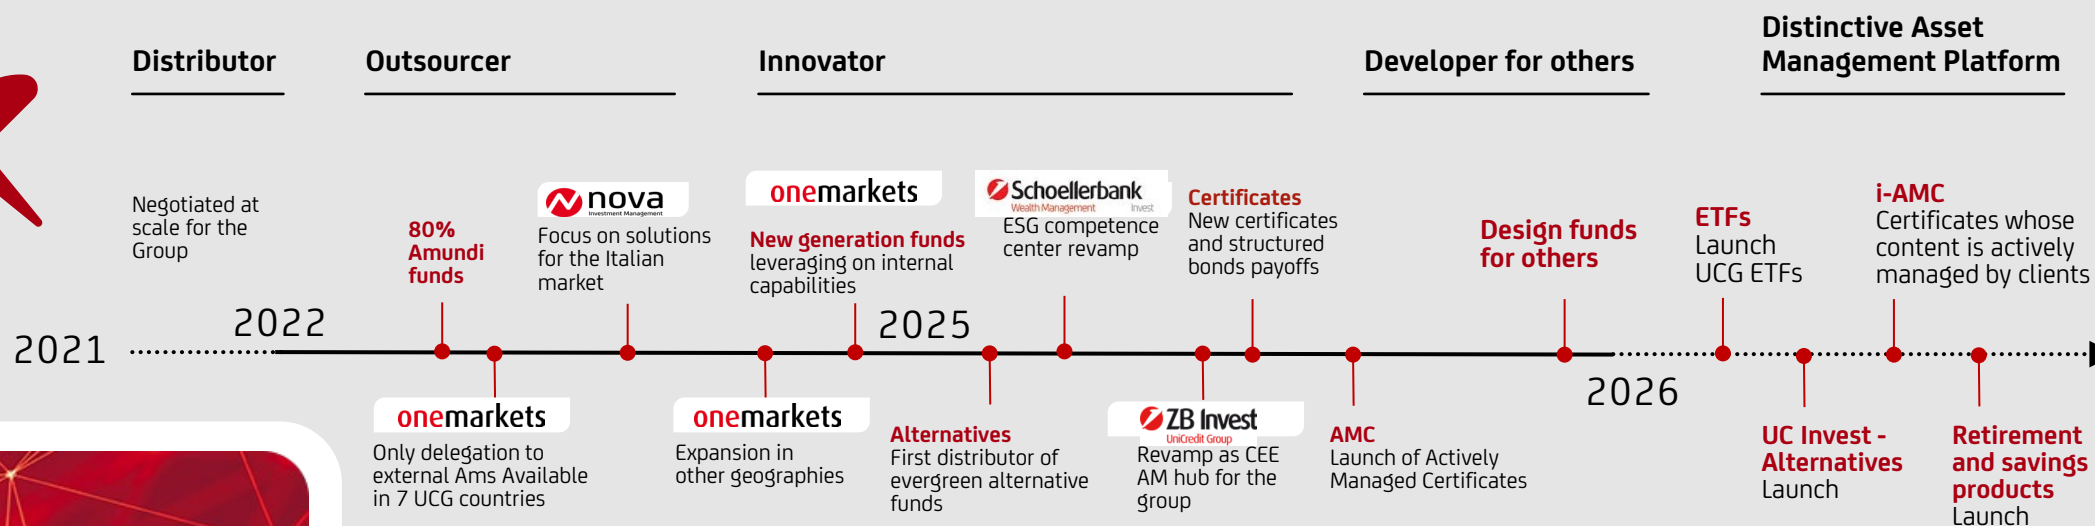 Distributor
Outsourcer
Innovator
Developer for others
Distinctive Asset
Management Platform
Negotiated at
scale for the
Group
80%
Amundi
funds
nova
Investment Management
Focus on solutions
for the Italian
market
onemarkets
New generation funds
leveraging on internal
capabilities
Schoellerbank
Wealth Management Invest
ESG competence
center revamp
Certificates
New certificates
and structured
bonds payoffs
Design funds
for others
ETFs
Launch
UCG ETFs
i-AMC
Certificates whose
content is actively
managed by clients
2021
2022
2025
2026
onemarkets
Only delegation to
external Ams Available
in 7 UCG countries
onemarkets
Expansion in
other geographies
Alternatives
First distributor of
evergreen alternative
funds
ZB Invest
UniCredit Group
Revamp as CEE
AM hub for the
group
AMC
Launch of Actively
Managed Certificates
UC Invest -
Alternatives
Launch
Retirement
and savings
products
Launch